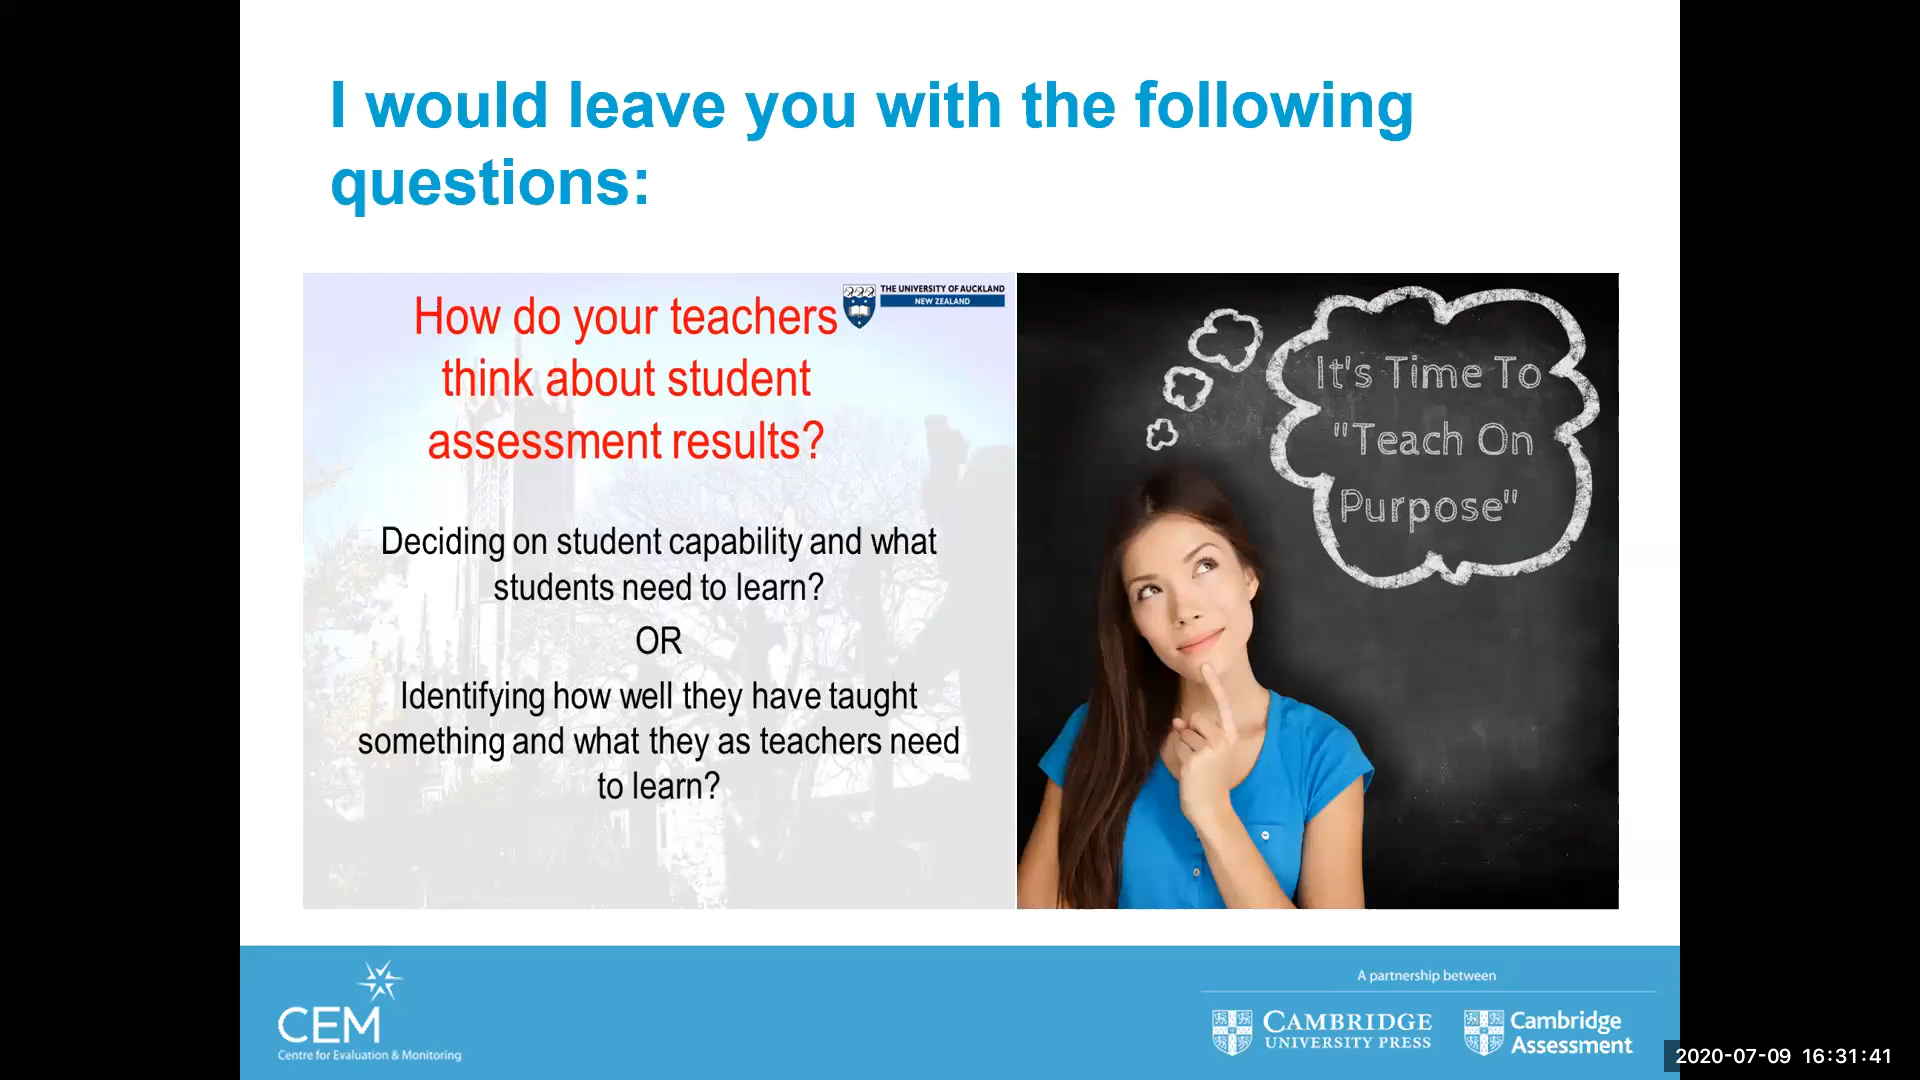 I would leave you with the following
questions:
THE UNIVERSITY OF AUCKLAND
NEW ZEALAND
How do your teachers
think about student
assessment results?
Deciding on student capability and what
students need to learn?
OR
Identifying how well they have taught
something and what they as teachers need
to learn?
It's Time To
"Teach On
Purpose"
CEM
Centre for Evaluation & Monitoring
A partnership between
CAMBRIDGE
UNIVERSITY PRESS
Cambridge
Assessment
2020-07-09 16:31:41